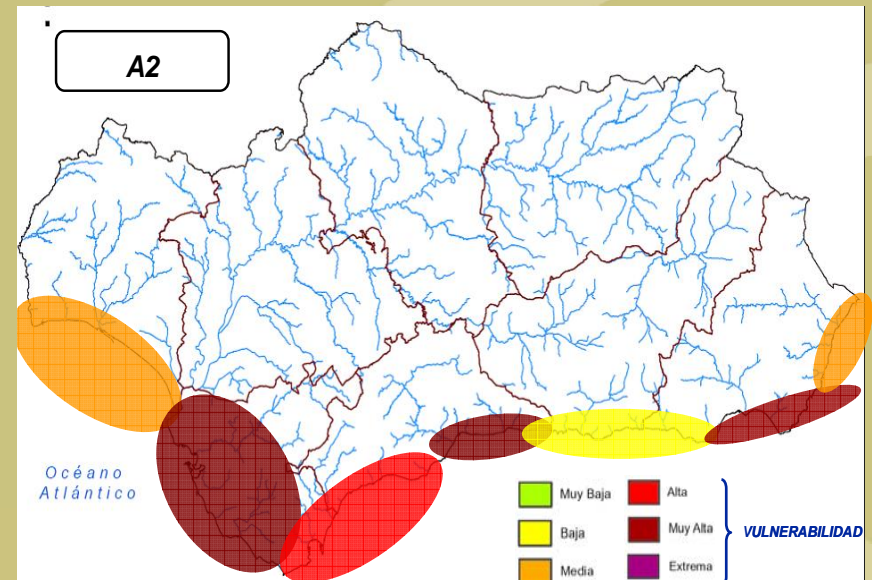 A2
Océano
Atlántico
Muy Baja
Alta
Baja
Muy Alta
VULNERABILIDAD
Media
Extrema